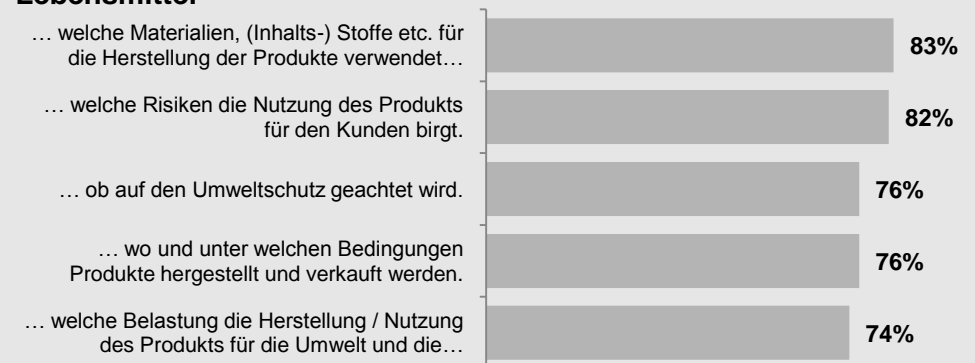 Lebensmittel
… welche Materialien, (Inhalts-) Stoffe etc. für
die Herstellung der Produkte verwendet…
83%
… welche Risiken die Nutzung des Produkts
für den Kunden birgt.
82%
… ob auf den Umweltschutz geachtet wird.
76%
… wo und unter welchen Bedingungen
Produkte hergestellt und verkauft werden.
76%
… welche Belastung die Herstellung / Nutzung
des Produkts für die Umwelt und die…
74%